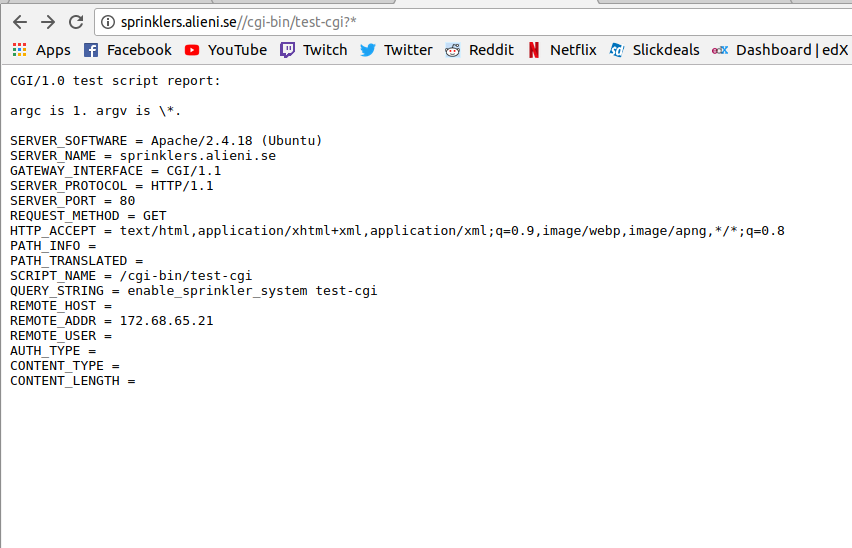 sprinklers.alieni.se//cgi-bin/test-cgi?*
Apps Facebook YouTube Twitch Twitter Reddit Netflix Slickdeals edX Dashboard | edX
CGI/1.0 test script report:
argc is 1. argv is \*.
SERVER_SOFTWARE = Apache/2.4.18 (Ubuntu)
SERVER_NAME = sprinklers.alieni.se
GATEWAY_INTERFACE = CGI/1.1
SERVER_PROTOCOL = HTTP/1.1
SERVER_PORT = 80
REQUEST_METHOD = GET
HTTP_ACCEPT = text/html,application/xhtml+xml,application/xml;q=0.9,image/webp,image/apng,*/*;q=0.8
PATH_INFO =
PATH_TRANSLATED =
SCRIPT_NAME = /cgi-bin/test-cgi
QUERY_STRING = enable_sprinkler_system test-cgi
REMOTE_HOST =
REMOTE_ADDR = 172.68.65.21
REMOTE_USER =
AUTH_TYPE =
CONTENT_TYPE =
CONTENT_LENGTH =